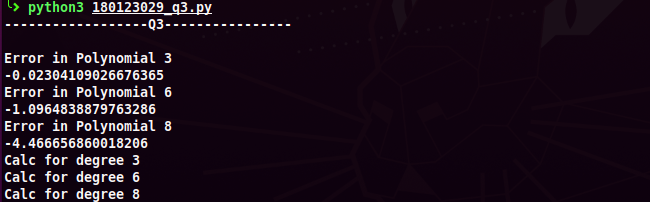 python3 180123029_q3.py
-----------------Q3---------------
Error in Polynomial 3
-0.02304109026676365
Error in Polynomial 6
-1.0964838879763286
Error in Polynomial 8
-4.466656860018206
Calc for degree 3
Calc for degree 6
Calc for degree 8